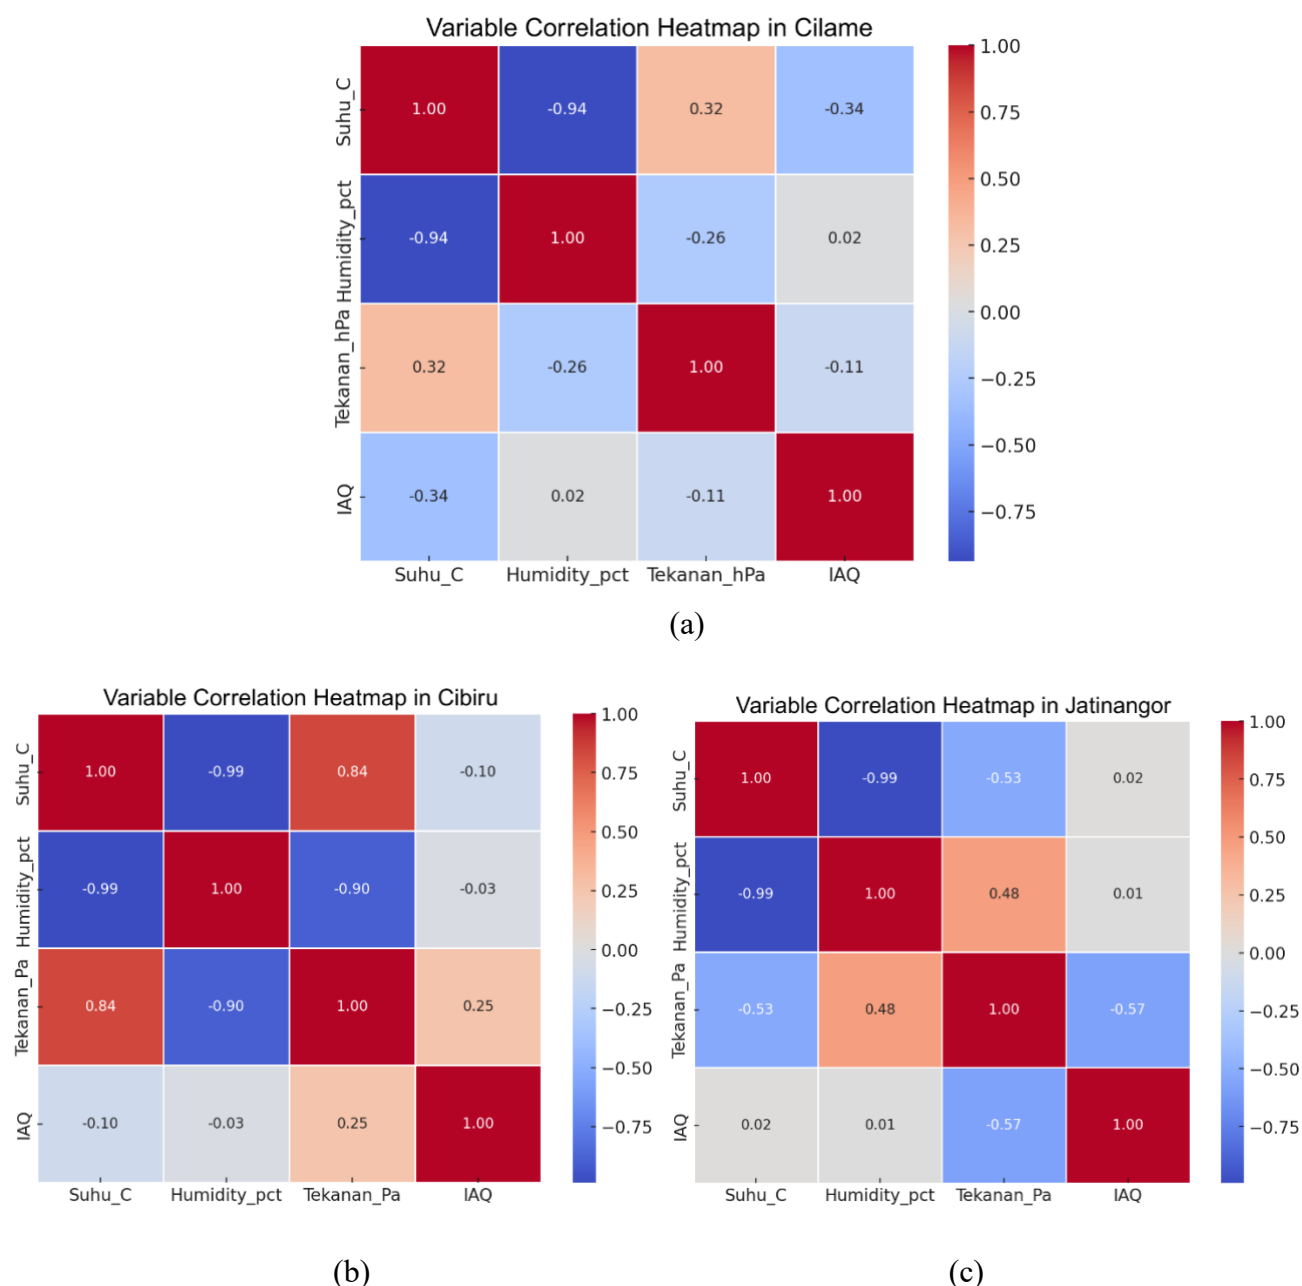 Variable Correlation Heatmap in Cilame
Suhu_C 1.00 -0.94 0.32 -0.34
Humidity_pct -0.94 1.00 -0.26 0.02
Tekanan_hPa 0.32 -0.26 1.00 -0.11
IAQ -0.34 0.02 -0.11 1.00
Suhu_C Humidity_pct Tekanan_hPa IAQ
1.00
0.75
0.50
0.25
0.00
−0.25
−0.50
−0.75
(a)
Variable Correlation Heatmap in Cibiru
Suhu_C 1.00 -0.99 0.84 -0.10
Humidity_pct -0.99 1.00 -0.90 -0.03
Tekanan_Pa 0.84 -0.90 1.00 0.25
IAQ -0.10 -0.03 0.25 1.00
Suhu_C Humidity_pct Tekanan_Pa IAQ
1.00
0.75
0.50
0.25
0.00
−0.25
−0.50
−0.75
(b)
Variable Correlation Heatmap in Jatinangor
Suhu_C 1.00 -0.99 -0.53 0.02
Humidity_pct -0.99 1.00 0.48 0.01
Tekanan_Pa -0.53 0.48 1.00 -0.57
IAQ 0.02 0.01 -0.57 1.00
Suhu_C Humidity_pct Tekanan_Pa IAQ
1.00
0.75
0.50
0.25
0.00
−0.25
−0.50
−0.75
(c)